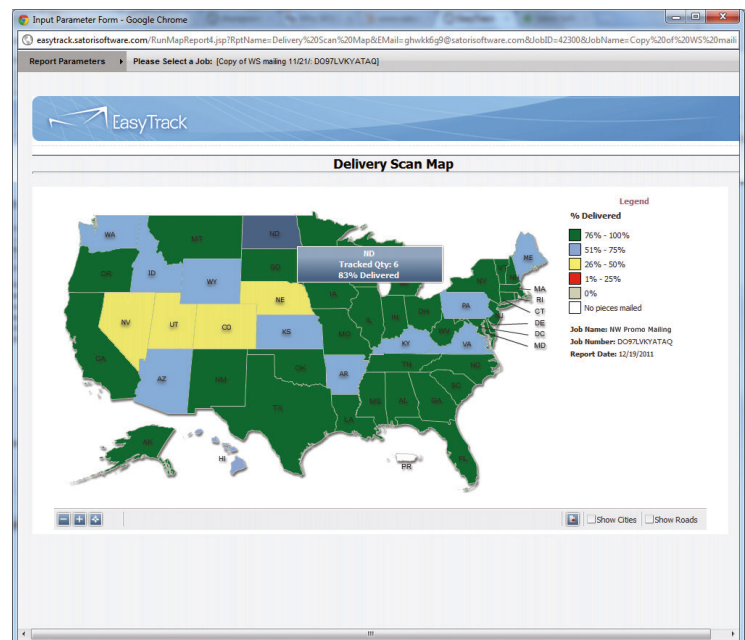 Input Parameter Form - Google Chrome
easytrack.satorisoftware.com/RunMapReport4.jsp?RptName=Delivery%20Scan%20Map&EMail=ghwkk6g9@satorisoftware.com&JobID=42300&JobName=Copy%20of%20WS%20maili
Report Parameters Please Select a Job: [Copy of WS mailing 11/21/: DO97LVKYATAQ]
EasyTrack
Delivery Scan Map
Legend
% Delivered
76% - 100%
51% - 75%
26% - 50%
1% - 25%
0%
No pieces mailed
Job Name: NW Promo Mailing
Job Number: DO97LVKYATAQ
Report Date: 12/19/2011
WA
MT
ND
ND
Tracked Qty: 6
83% Delivered
OR
ID
WY
SD
NE
IA
NY
ME
MA
RI
CT
DE
DC
MD
PA
NV
UT
CO
KS
MO
IL
IN
OH
WV
VA
KY
CA
AZ
NM
OK
AR
TN
NC
SC
TX
LA
MS
AL
GA
FL
AK
HI
PR
Show Cities
Show Roads